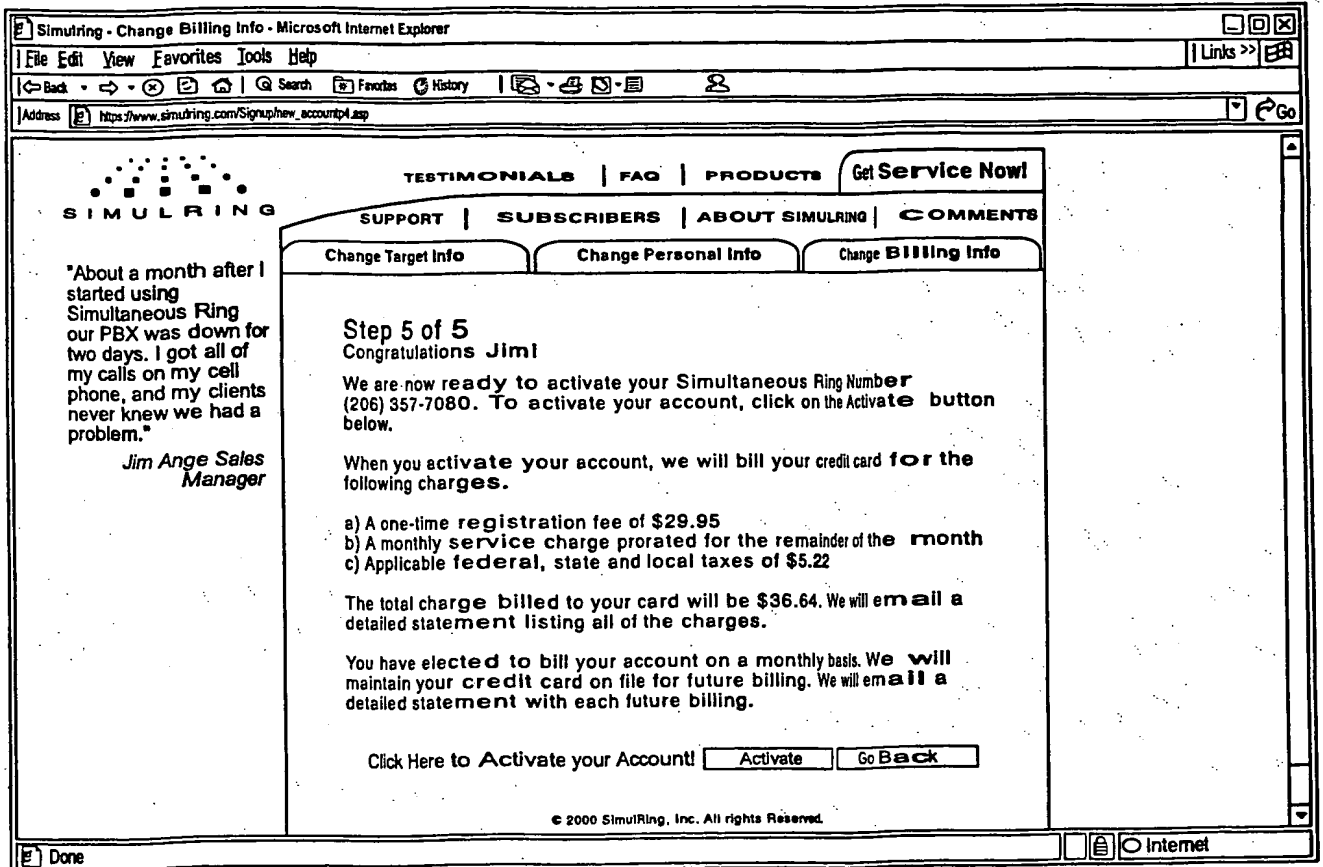 Simulring - Change Billing Info - Microsoft Internet Explorer
File Edit View Favorites Tools Help
Links >>
Back Search Favorites History
Address https://www.simulring.com/Signup/new_accountp4.asp Go
TESTIMONIALS | FAQ | PRODUCTS Get Service Now!
SIMULRING
SUPPORT | SUBSCRIBERS | ABOUT SIMULRING | COMMENTS
Change Target Info Change Personal Info Change Billing Info
"About a month after I
started using
Simultaneous Ring
our PBX was down for
two days. I got all of
my calls on my cell
phone, and my clients
never knew we had a
problem."
Jim Ange Sales
Manager
Step 5 of 5
Congratulations Jim!
We are now ready to activate your Simultaneous Ring Number
(206) 357-7080. To activate your account, click on the Activate button
below.
When you activate your account, we will bill your credit card for the
following charges.
a) A one-time registration fee of $29.95
b) A monthly service charge prorated for the remainder of the month
c) Applicable federal, state and local taxes of $5.22
The total charge billed to your card will be $36.64. We will email a
detailed statement listing all of the charges.
You have elected to bill your account on a monthly basis. We will
maintain your credit card on file for future billing. We will email a
detailed statement with each future billing.
Click Here to Activate your Account! Activate Go Back
© 2000 SimulRing, Inc. All rights Reserved.
Done
Internet